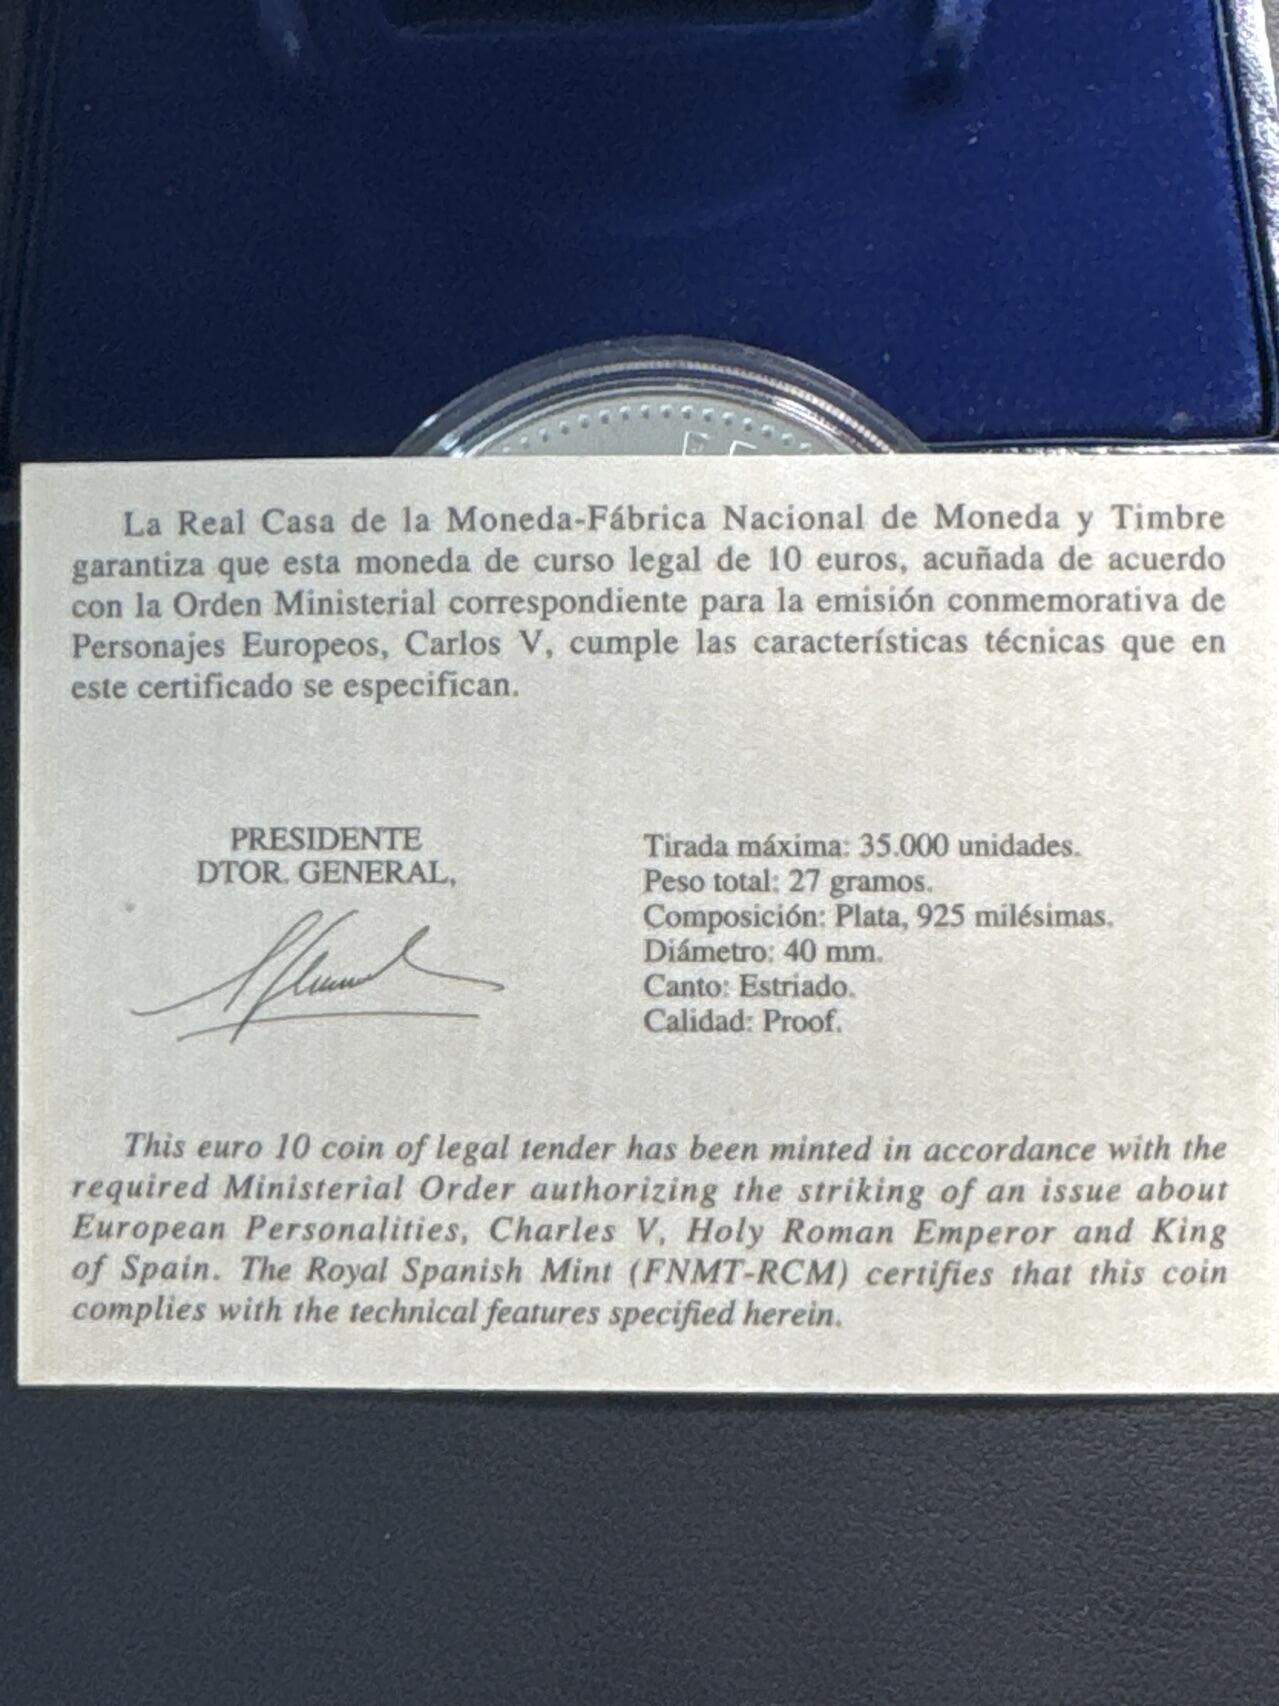 La Real Casa de la Moneda-Fábrica Nacional de Moneda y Timbre
garantiza que esta moneda de curso legal de 10 euros, acuñada de acuerdo
con la Orden Ministerial correspondiente para la emisión conmemorativa de
Personajes Europeos, Carlos V, cumple las características técnicas que en
este certificado se especifican.
PRESIDENTE
DTOR. GENERAL,
Tirada máxima: 35.000 unidades.
Peso total: 27 gramos.
Composición: Plata, 925 milésimas.
Diámetro: 40 mm.
Canto: Estriado.
Calidad: Proof.
This euro 10 coin of legal tender has been minted in accordance with the
required Ministerial Order authorizing the striking of an issue about
European Personalities, Charles V, Holy Roman Emperor and King
of Spain. The Royal Spanish Mint (FNMT-RCM) certifies that this coin
complies with the technical features specified herein.